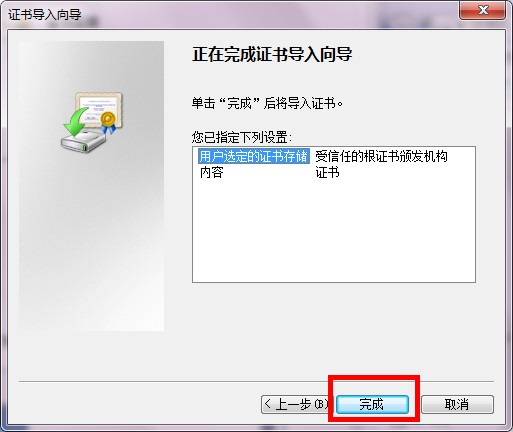 证书导入向导
正在完成证书导入向导
单击“完成”后将导入证书。
您已指定下列设置:
用户选定的证书存储 受信任的根证书颁发机构
内容 证书
< 上一步(B) 完成 取消